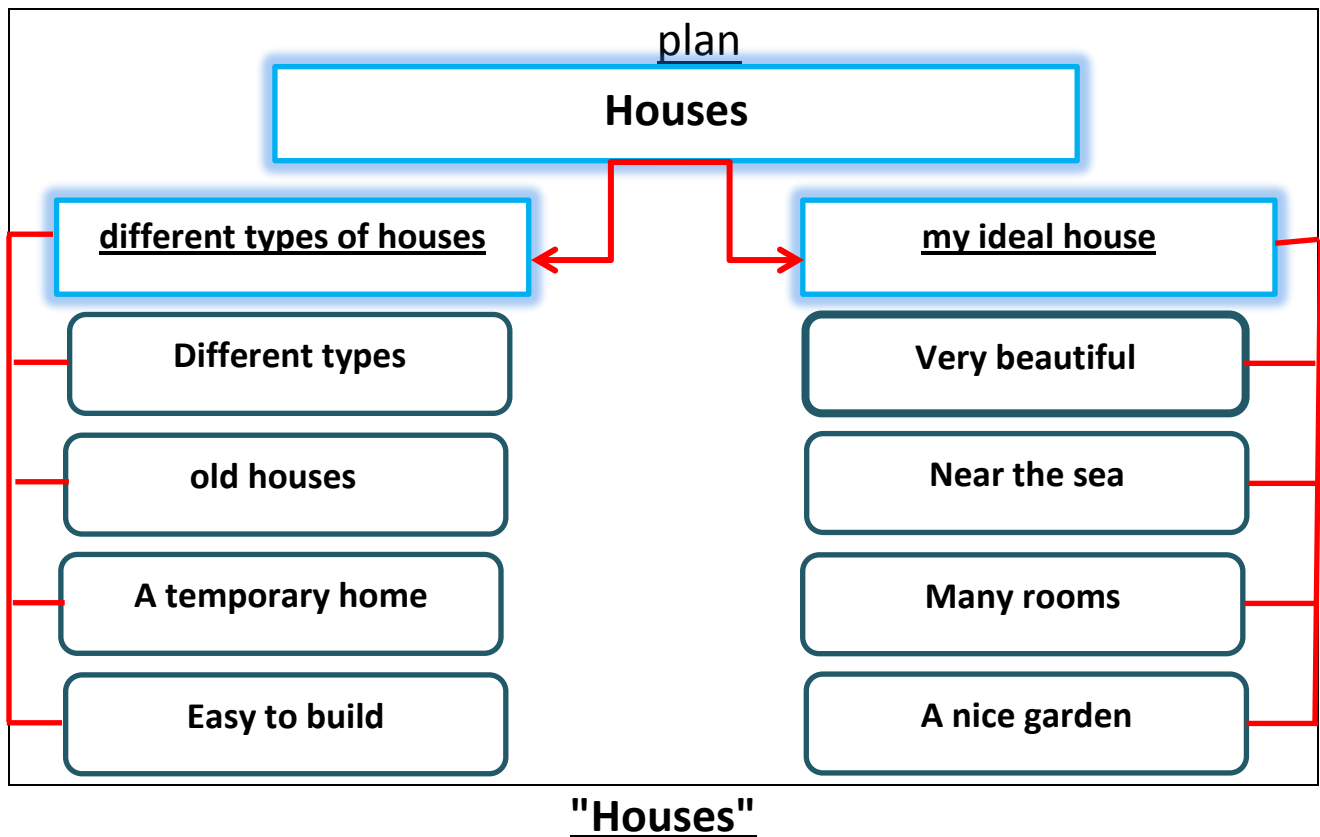 plan
Houses
different types of houses
my ideal house
Different types
Very beautiful
old houses
Near the sea
A temporary home
Many rooms
Easy to build
A nice garden
"Houses"